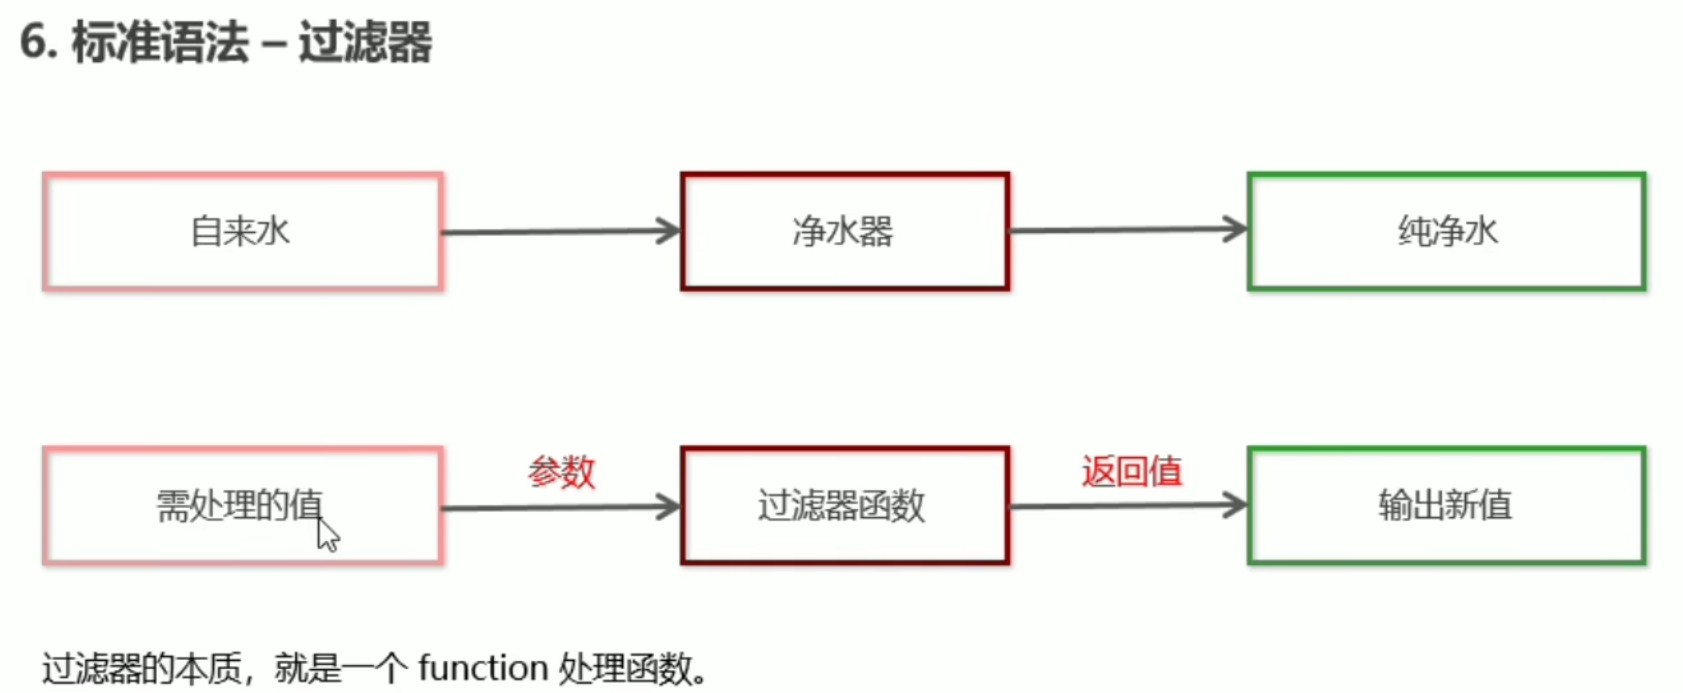 6. 标准语法 – 过滤器
自来水
净水器
纯净水
需处理的值
参数
过滤器函数
返回值
输出新值
过滤器的本质，就是一个 function 处理函数。